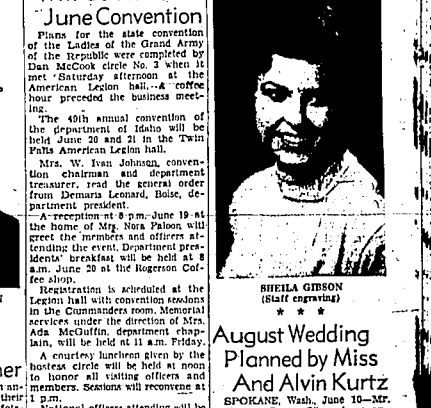 June Convention
Plans for the state convention
of the Ladies of the Grand Army
of the Republic were completed by
Dan McCook circle No. 3 when it
met Saturday afternoon at the
American Legion hall. A coffee
hour preceded the business meet-
ing.
The 49th annual convention of
the department of Idaho will be
held June 20 and 21 in the Twin
Falls American Legion hall.
Mrs. W. Ivan Johnson, conven-
tion chairman and department
treasurer, read the general order
from Demaris Leonard, Boise, de-
partment president.
A reception at 8 p.m. June 19 at
the home of Mrs. Nora Paloon will
greet the members and officers at-
tending the event. Department presi-
dents' breakfast will be held at 8
a.m. June 20 at the Rogerson Cof-
fee shop.
Registration is scheduled at the
Legion hall with convention sessions
in the Commanders room. Memorial
services under the direction of Mrs.
Ada McGuffin, department chap-
lain, will be held at 11 a.m. Friday.
A courtesy luncheon given by the
hostess circle will be held at noon
to honor all visiting officers and
members. Sessions will reconvene at
1 p.m.
National officers attending will be
SHEILA GIBSON
(Staff engraving)
* * *
August Wedding
Planned by Miss
And Alvin Kurtz
SPOKANE, Wash., June 10—Mr.
ner
an-
their